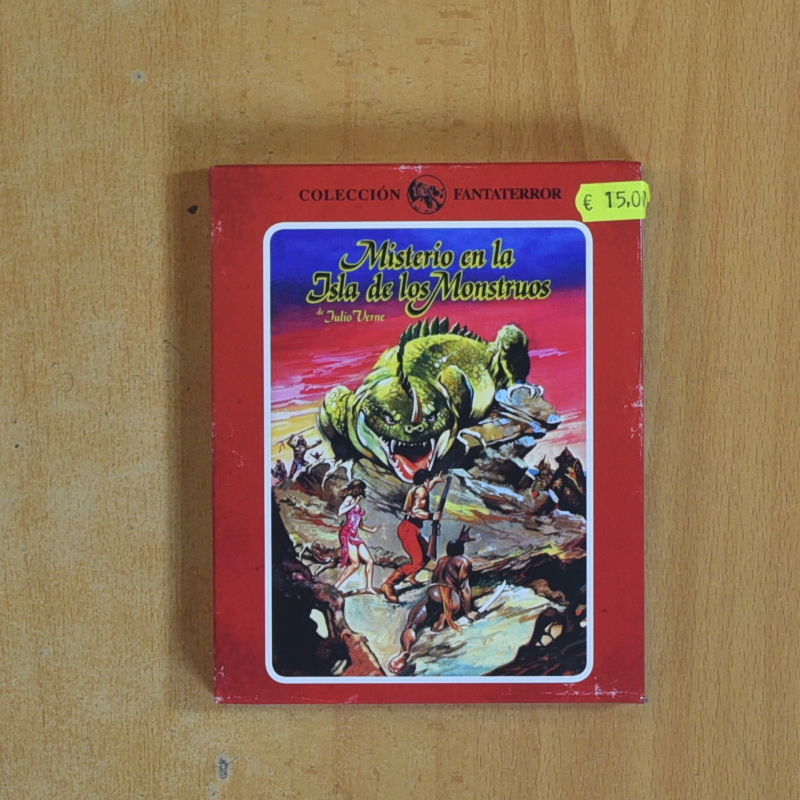 COLECCIÓN FANTATERROR
€ 15,0
Misterio en la
Isla de los Monstruos
de Julio Verne